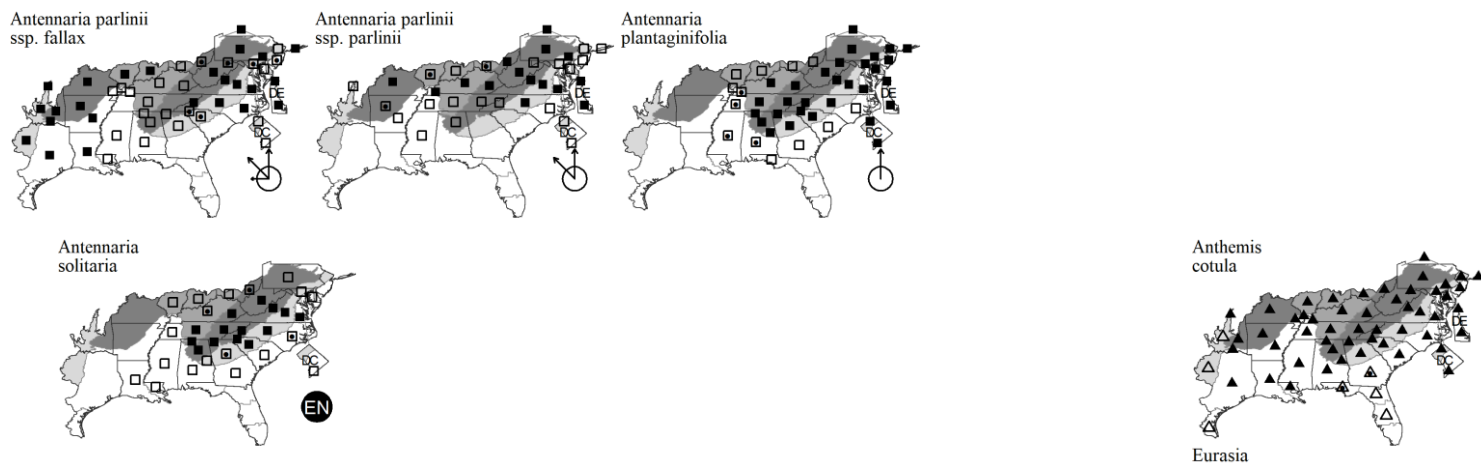 Antennaria parlinii
ssp. fallax
DE
DC
Antennaria parlinii
ssp. parlinii
DE
DC
Antennaria
plantaginifolia
DE
DC
Antennaria
solitaria
DC
EN
Anthemis
cotula
DE
DC
Eurasia